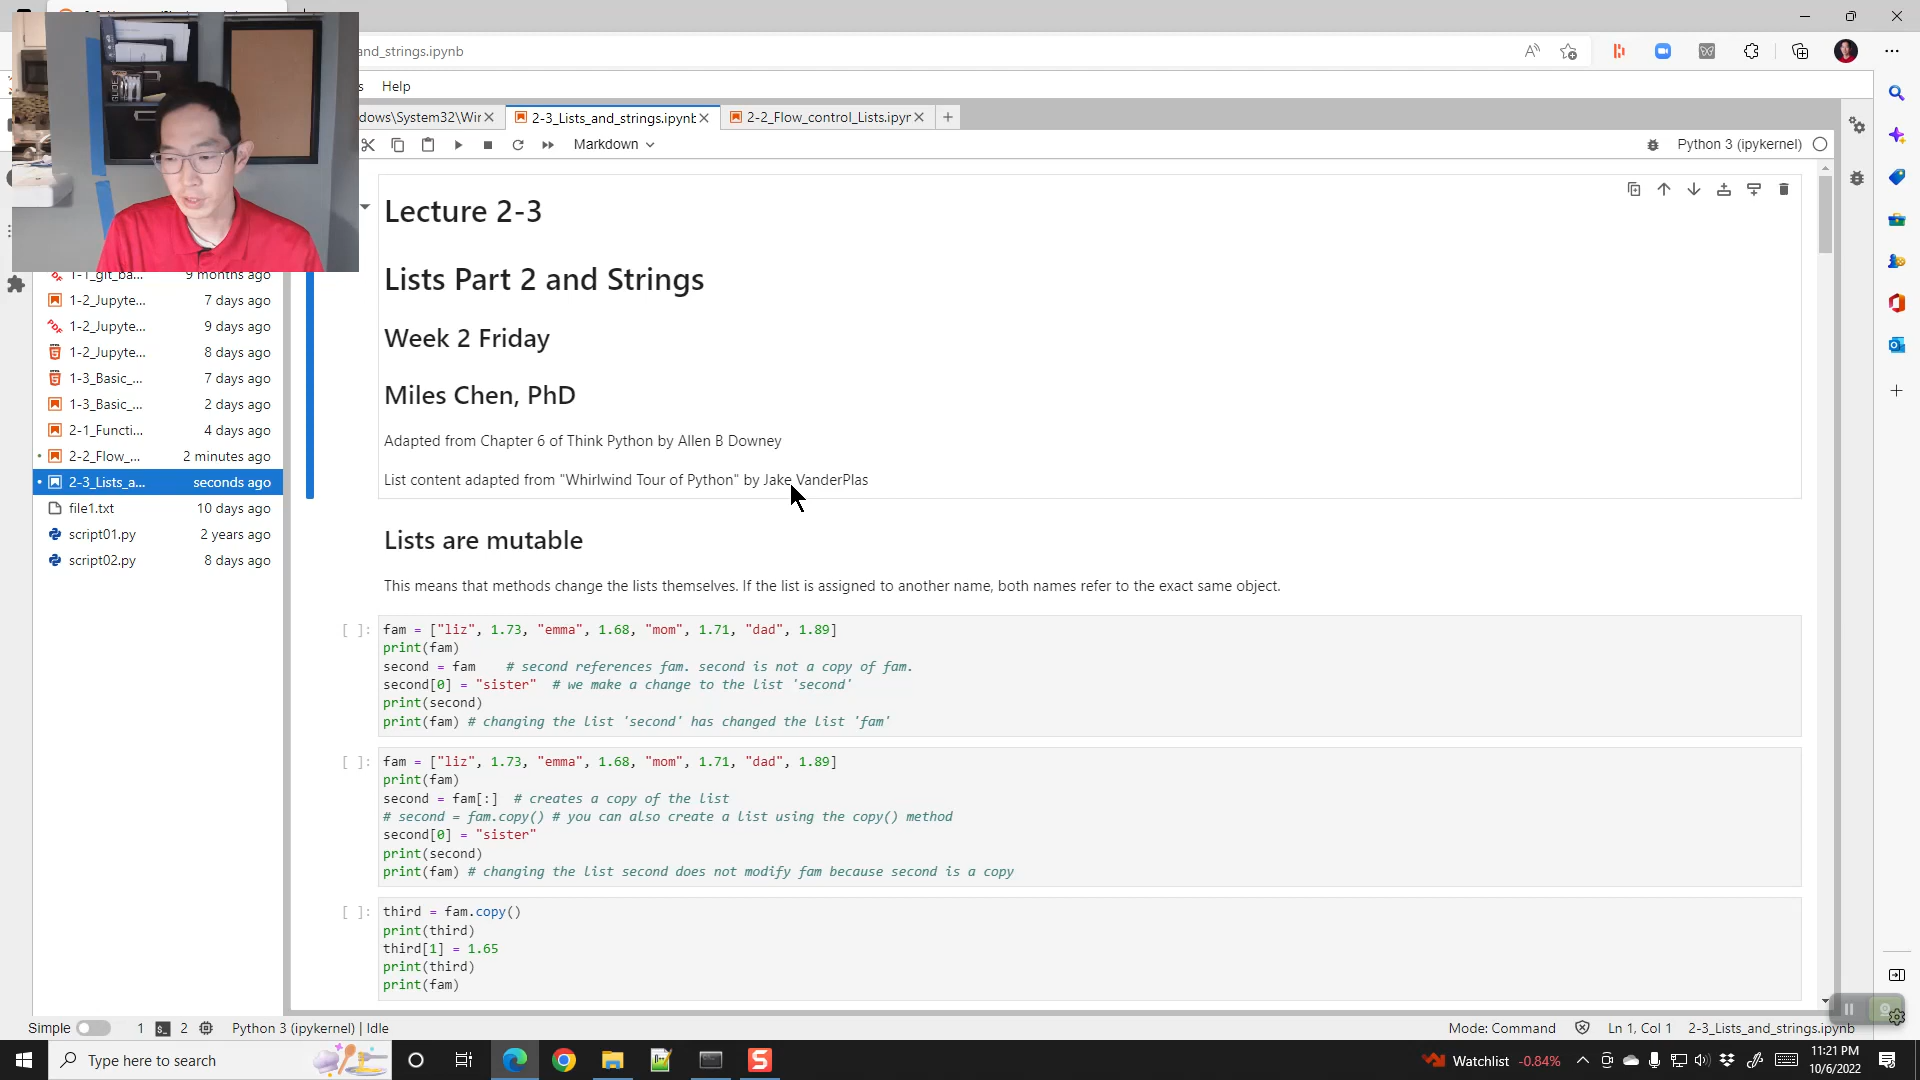 and_strings.ipynb
Help
dows\System32\Wir
2-3_Lists_and_strings.ipynb
2-2_Flow_control_Lists.ipyr
Markdown
Python 3 (ipykernel)
Lecture 2-3
Lists Part 2 and Strings
Week 2 Friday
Miles Chen, PhD
Adapted from Chapter 6 of Think Python by Allen B Downey
List content adapted from "Whirlwind Tour of Python" by Jake VanderPlas
Lists are mutable
This means that methods change the lists themselves. If the list is assigned to another name, both names refer to the exact same object.
[ ]: fam = ["liz", 1.73, "emma", 1.68, "mom", 1.71, "dad", 1.89]
print(fam)
second = fam    # second references fam. second is not a copy of fam.
second[0] = "sister"  # we make a change to the list 'second'
print(second)
print(fam) # changing the list 'second' has changed the list 'fam'
[ ]: fam = ["liz", 1.73, "emma", 1.68, "mom", 1.71, "dad", 1.89]
print(fam)
second = fam[:]  # creates a copy of the list
# second = fam.copy() # you can also create a list using the copy() method
second[0] = "sister"
print(second)
print(fam) # changing the list second does not modify fam because second is a copy
[ ]: third = fam.copy()
print(third)
third[1] = 1.65
print(third)
print(fam)
1-1_git_ba... 9 months ago
1-2_Jupyte... 7 days ago
1-2_Jupyte... 9 days ago
1-2_Jupyte... 8 days ago
1-3_Basic_... 7 days ago
1-3_Basic_... 2 days ago
2-1_Functi... 4 days ago
2-2_Flow_... 2 minutes ago
2-3_Lists_a... seconds ago
file1.txt 10 days ago
script01.py 2 years ago
script02.py 8 days ago
Simple 1 2 Python 3 (ipykernel) | Idle
Mode: Command Ln 1, Col 1 2-3_Lists_and_strings.ipynb
Type here to search
Watchlist -0.84%
11:21 PM
10/6/2022